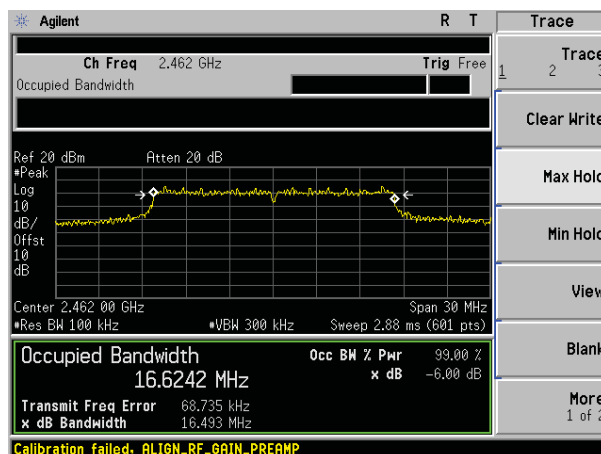 Agilent R T Trace
Ch Freq 2.462 GHz Trig Free
Occupied Bandwidth
Trace
1 2 3
Clear Write
Max Hold
Min Hold
View
Blank
More
1 of 2
Ref 20 dBm Atten 20 dB
#Peak
Log
10
dB/
Offst
10
dB
Center 2.462 00 GHz Span 30 MHz
#Res BW 100 kHz #VBW 300 kHz Sweep 2.88 ms (601 pts)
Occupied Bandwidth Occ BW % Pwr 99.00 %
16.6242 MHz x dB -6.00 dB
Transmit Freq Error 68.735 kHz
x dB Bandwidth 16.493 MHz
Calibration failed, ALIGN_RF_GAIN_PREAMP